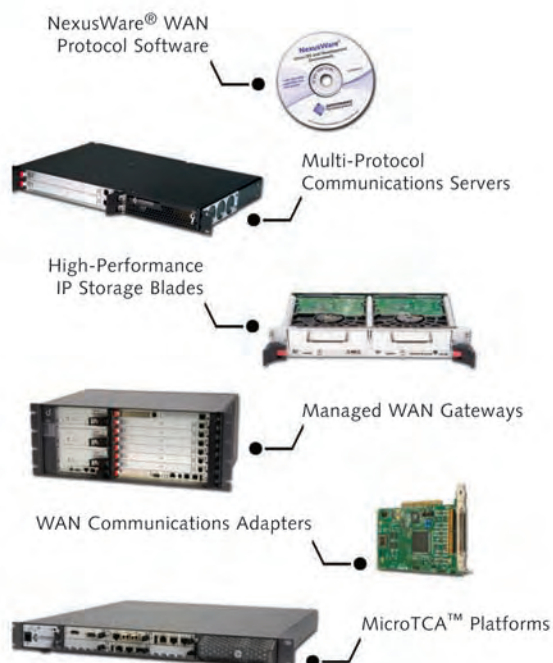 NexusWare® WAN
Protocol Software
NexusWare®
Multi-Protocol
Communications Servers
High-Performance
IP Storage Blades
Managed WAN Gateways
WAN Communications Adapters
MicroTCA™ Platforms